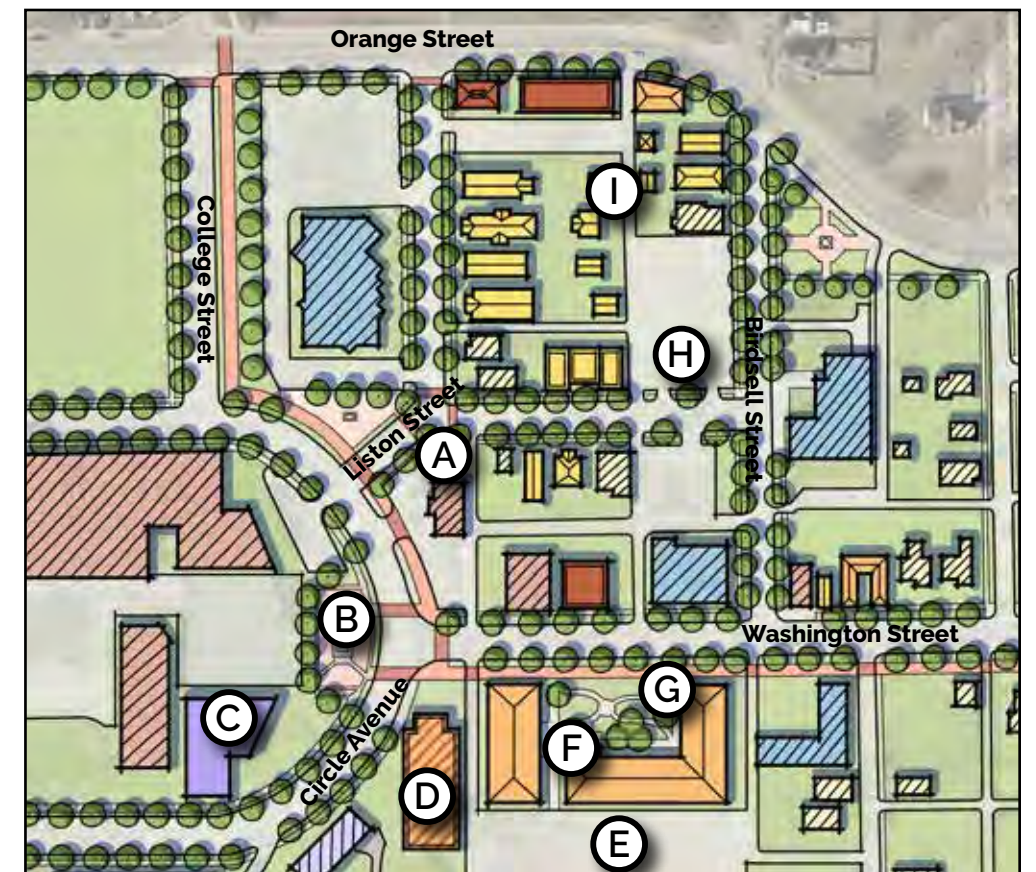 Orange Street
I
College Street
H
Birdsell Street
Liston Street
A
B
Washington Street
G
C
F
Circle Avenue
D
E